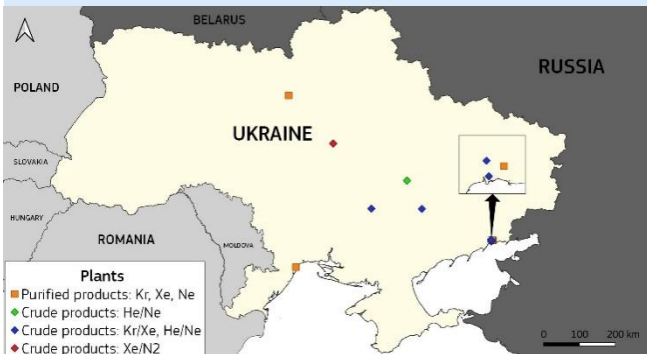 BELARUS
RUSSIA
POLAND
UKRAINE
SLOVAKIA
HUNGARY
MOLDOVA
ROMANIA
Plants
Purified products: Kr, Xe, Ne
Crude products: He/Ne
Crude products: Kr/Xe, He/Ne
Crude products: Xe/N2
0 100 200 km